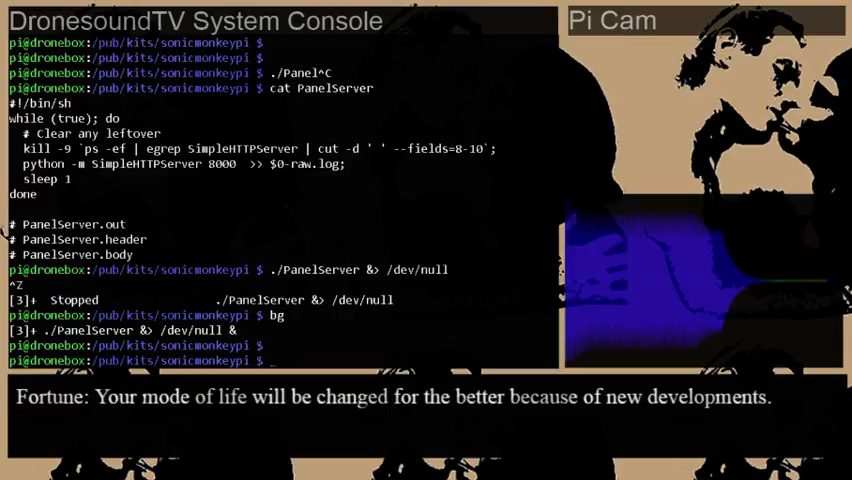 DronesoundTV System Console
Pi Cam
pi@dronebox:/pub/kits/sonicmonkeypi $
pi@dronebox:/pub/kits/sonicmonkeypi $
pi@dronebox:/pub/kits/sonicmonkeypi $ ./Panel^C
pi@dronebox:/pub/kits/sonicmonkeypi $ cat PanelServer
#!/bin/sh
while (true); do
  # Clear any leftover
  kill -9 `ps -ef | egrep SimpleHTTPServer | cut -d ' ' --fields=8-10`;
  python -m SimpleHTTPServer 8000  >> $0-raw.log;
  sleep 1
done
# PanelServer.out
# PanelServer.header
# PanelServer.body
pi@dronebox:/pub/kits/sonicmonkeypi $ ./PanelServer &> /dev/null
^Z
[3]+  Stopped                 ./PanelServer &> /dev/null
pi@dronebox:/pub/kits/sonicmonkeypi $ bg
[3]+ ./PanelServer &> /dev/null &
pi@dronebox:/pub/kits/sonicmonkeypi $
pi@dronebox:/pub/kits/sonicmonkeypi $ _
Fortune: Your mode of life will be changed for the better because of new developments.